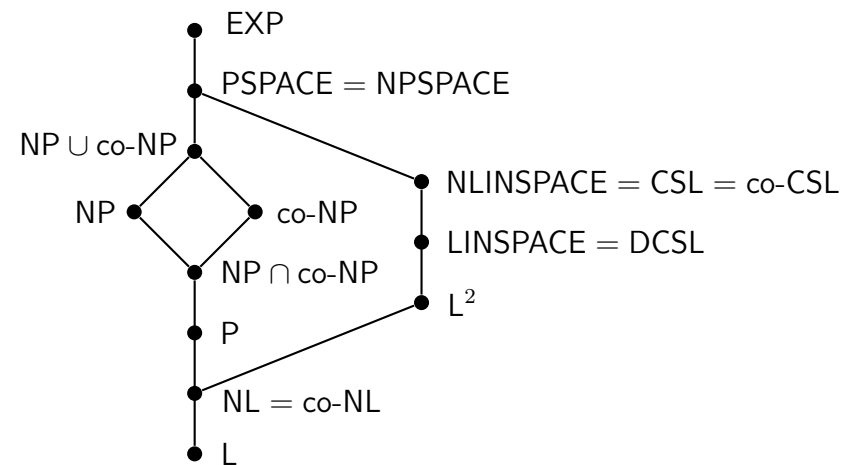 EXP
PSPACE = NPSPACE
NP ∪ co-NP
NLINSPACE = CSL = co-CSL
NP
co-NP
LINSPACE = DCSL
NP ∩ co-NP
L²
P
NL = co-NL
L